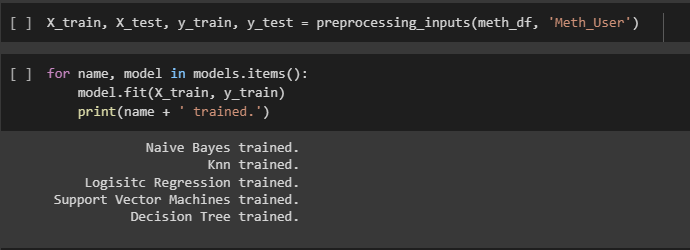 [ ] X_train, X_test, y_train, y_test = preprocessing_inputs(meth_df, 'Meth_User')
[ ] for name, model in models.items():
model.fit(X_train, y_train)
print(name + ' trained.')
Naive Bayes trained.
Knn trained.
Logisitc Regression trained.
Support Vector Machines trained.
Decision Tree trained.